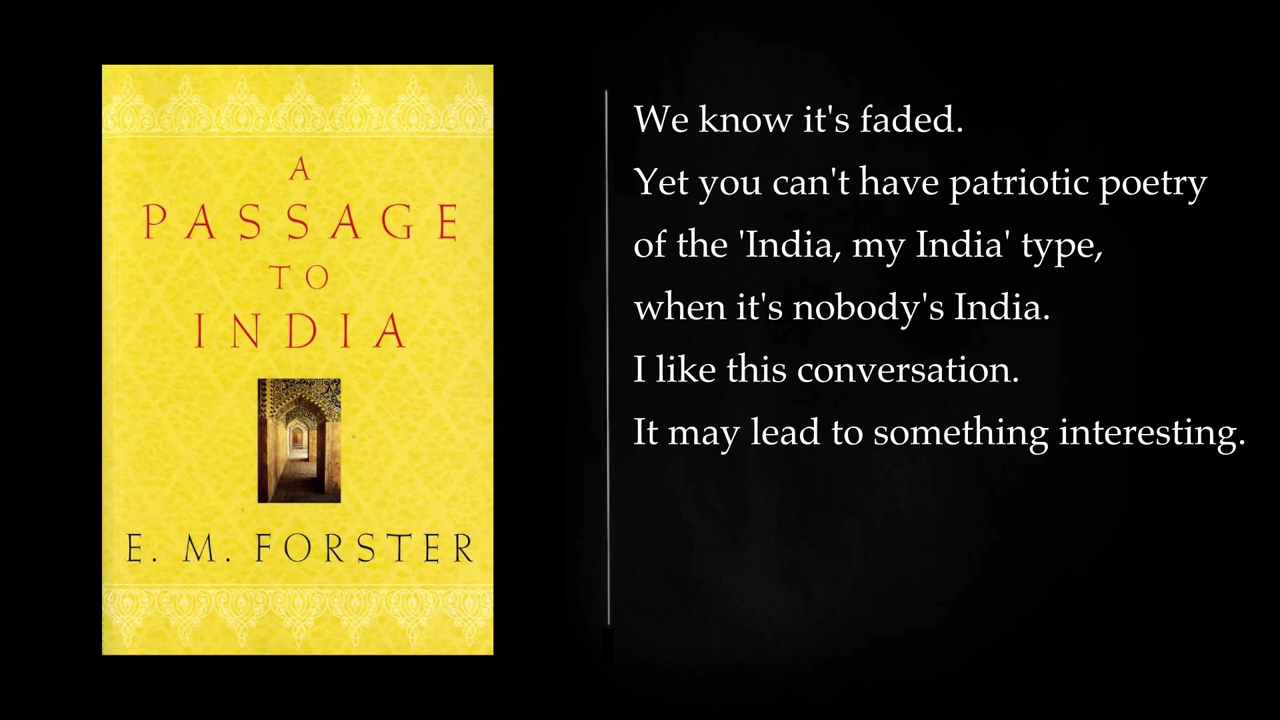 A
PASSAGE
TO
INDIA
E. M. FORSTER
We know it's faded.
Yet you can't have patriotic poetry
of the 'India, my India' type,
when it's nobody's India.
I like this conversation.
It may lead to something interesting.